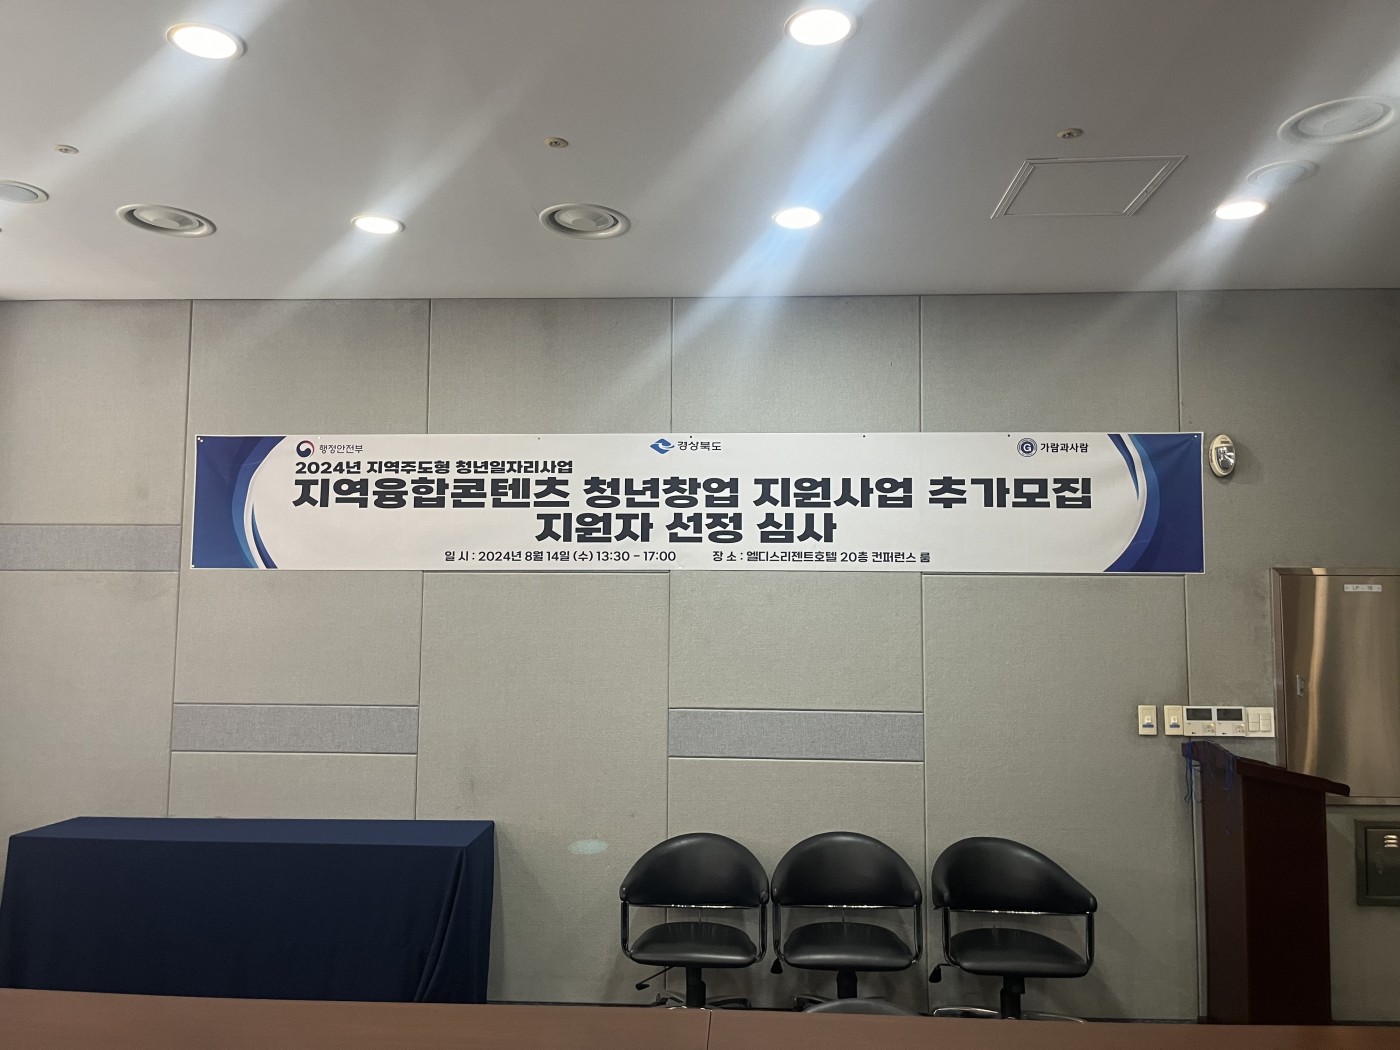 행정안전부
경상북도
G 가람과사람
2024년 지역주도형 청년일자리사업
지역융합콘텐츠 청년창업 지원사업 추가모집
지원자 선정 심사
일 시 : 2024년 8월 14일 (수) 13:30 - 17:00 장 소 : 엘디스리젠트호텔 20층 컨퍼런스 룸